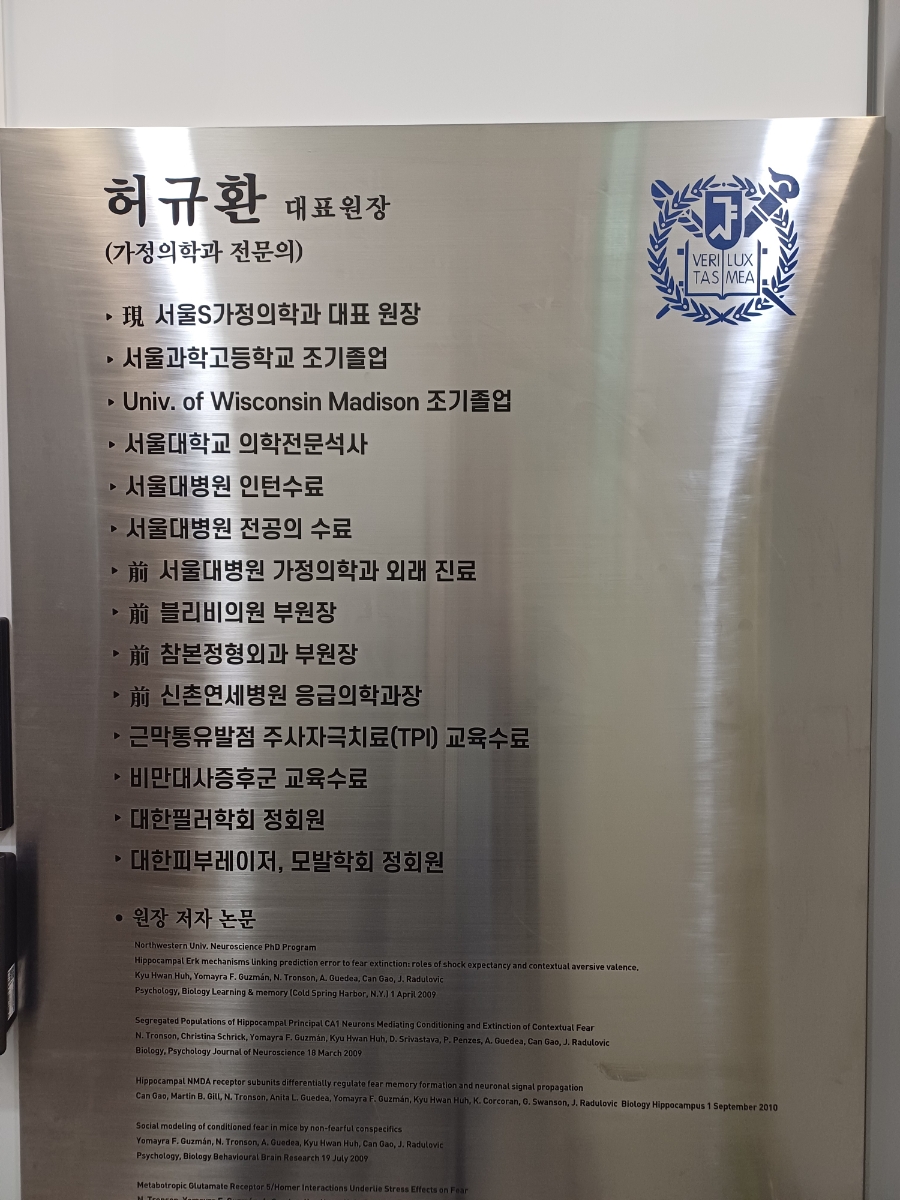 허규환 대표원장
(가정의학과 전문의)
VERI LUX
TAS MEA
▸ 現 서울S가정의학과 대표 원장
▸ 서울과학고등학교 조기졸업
▸ Univ. of Wisconsin Madison 조기졸업
▸ 서울대학교 의학전문석사
▸ 서울대병원 인턴수료
▸ 서울대병원 전공의 수료
▸ 前 서울대병원 가정의학과 외래 진료
▸ 前 블리비의원 부원장
▸ 前 참본정형외과 부원장
▸ 前 신촌연세병원 응급의학과장
▸ 근막통유발점 주사자극치료(TPI) 교육수료
▸ 비만대사증후군 교육수료
▸ 대한필러학회 정회원
▸ 대한피부레이저, 모발학회 정회원
• 원장 저자 논문
Northwestern Univ. Neuroscience PhD Program
Hippocampal Erk mechanisms linking prediction error to fear extinction: roles of shock expectancy and contextual aversive valence.
Kyu Hwan Huh, Yomayra F. Guzmán, N. Tronson, A. Guedea, Can Gao, J. Radulovic
Psychology, Biology Learning & memory (Cold Spring Harbor, N.Y.) 1 April 2009
Segregated Populations of Hippocampal Principal CA1 Neurons Mediating Conditioning and Extinction of Contextual Fear
N. Tronson, Christina Schrick, Yomayra F. Guzmán, Kyu Hwan Huh, D. Srivastava, P. Penzes, A. Guedea, Can Gao, J. Radulovic
Biology, Psychology Journal of Neuroscience 18 March 2009
Hippocampal NMDA receptor subunits differentially regulate fear memory formation and neuronal signal propagation
Can Gao, Martin B. Gill, N. Tronson, Anita L. Guedea, Yomayra F. Guzmán, Kyu Hwan Huh, K. Corcoran, G. Swanson, J. Radulovic Biology Hippocampus 1 September 2010
Social modeling of conditioned fear in mice by non-fearful conspecifics
Yomayra F. Guzmán, N. Tronson, A. Guedea, Kyu Hwan Huh, Can Gao, J. Radulovic
Psychology, Biology Behavioural Brain Research 19 July 2009
Metabotropic Glutamate Receptor 5/Homer Interactions Underlie Stress Effects on Fear